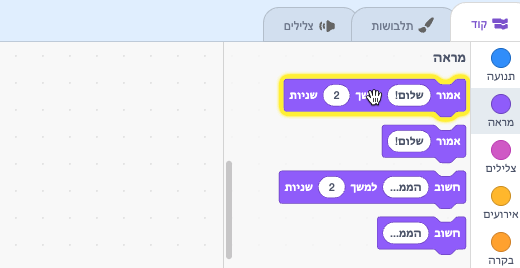 קוד
תלבושות
צלילים
מראה
אמור שלום! שך 2 שניות
אמור שלום!
חשוב הממ... למשך 2 שניות
חשוב הממ...
תנועה
מראה
צלילים
אירועים
בקרה